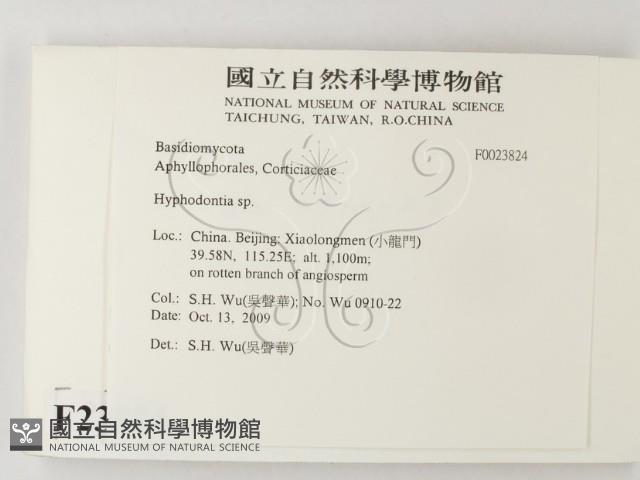 國立自然科學博物館
NATIONAL MUSEUM OF NATURAL SCIENCE
TAICHUNG, TAIWAN, R.O.CHINA
Basidiomycota
F0023824
Aphyllophorales, Corticiaceae
Hyphodontia sp.
Loc.: China. Beijing: Xiaolongmen (小龍門)
39.58N, 115.25E; alt. 1,100m;
on rotten branch of angiosperm
Col.: S.H. Wu(吳聲華); No. Wu 0910-22
Date: Oct. 13, 2009
Det.: S.H. Wu(吳聲華)
F23
國立自然科學博物館
NATIONAL MUSEUM OF NATURAL SCIENCE